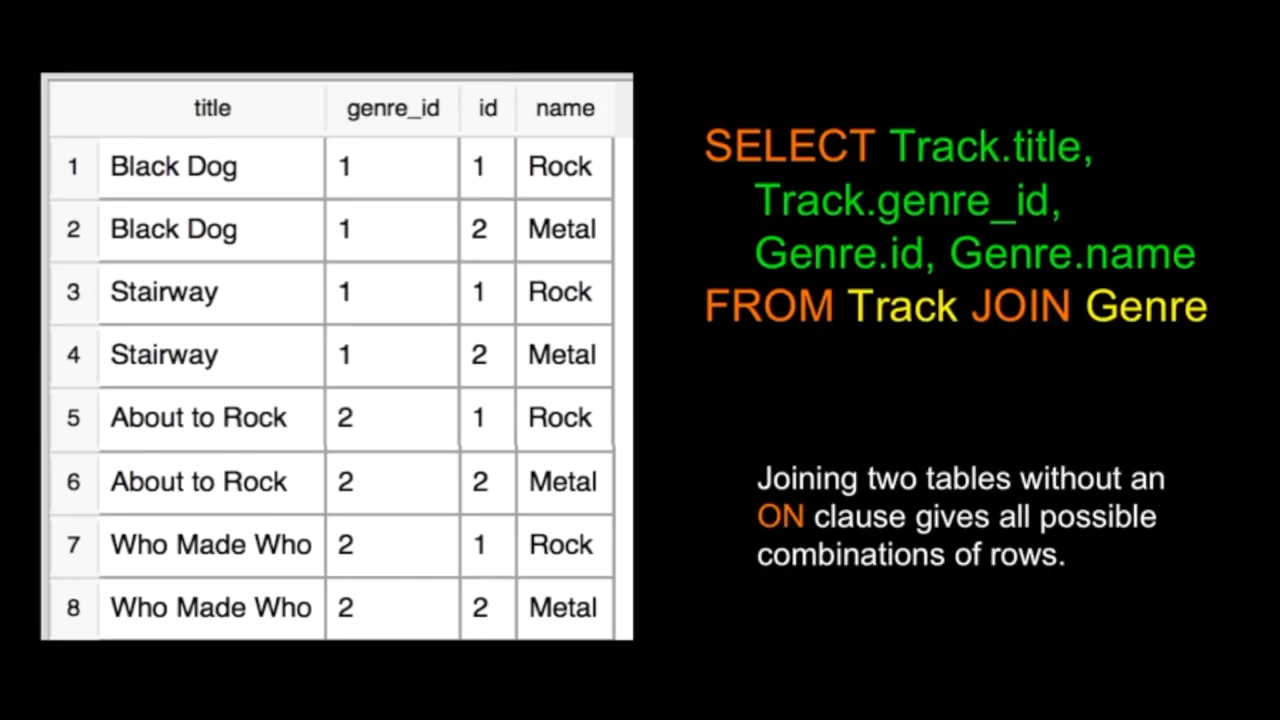 title genre_id id name
1 Black Dog 1 1 Rock
2 Black Dog 1 2 Metal
3 Stairway 1 1 Rock
4 Stairway 1 2 Metal
5 About to Rock 2 1 Rock
6 About to Rock 2 2 Metal
7 Who Made Who 2 1 Rock
8 Who Made Who 2 2 Metal
SELECT Track.title,
Track.genre_id,
Genre.id, Genre.name
FROM Track JOIN Genre
Joining two tables without an
ON clause gives all possible
combinations of rows.